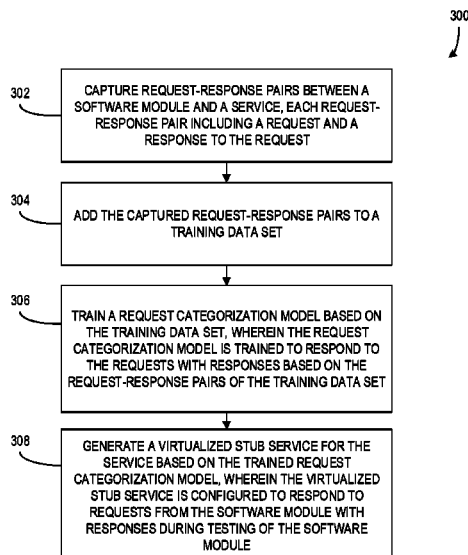 300
302
CAPTURE REQUEST-RESPONSE PAIRS BETWEEN A
SOFTWARE MODULE AND A SERVICE, EACH REQUEST-
RESPONSE PAIR INCLUDING A REQUEST AND A
RESPONSE TO THE REQUEST
304
ADD THE CAPTURED REQUEST-RESPONSE PAIRS TO A
TRAINING DATA SET
306
TRAIN A REQUEST CATEGORIZATION MODEL BASED ON
THE TRAINING DATA SET, WHEREIN THE REQUEST
CATEGORIZATION MODEL IS TRAINED TO RESPOND TO
THE REQUESTS WITH RESPONSES BASED ON THE
REQUEST-RESPONSE PAIRS OF THE TRAINING DATA SET
308
GENERATE A VIRTUALIZED STUB SERVICE FOR THE
SERVICE BASED ON THE TRAINED REQUEST
CATEGORIZATION MODEL, WHEREIN THE VIRTUALIZED
STUB SERVICE IS CONFIGURED TO RESPOND TO
REQUESTS FROM THE SOFTWARE MODULE WITH
RESPONSES DURING TESTING OF THE SOFTWARE
MODULE